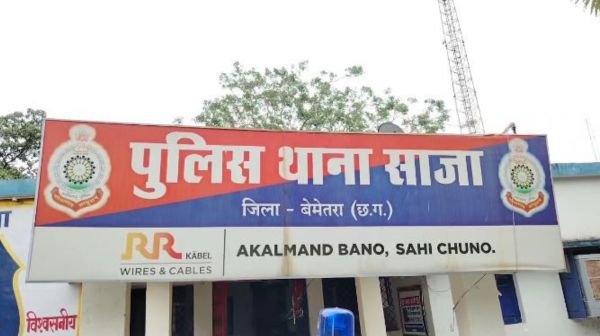 पुलिस थाना साजा
जिला - बेमेतरा (छ.ग.)
RR KABEL
WIRES & CABLES
AKALMAND BANO, SAHI CHUNO.
विश्वसनीय